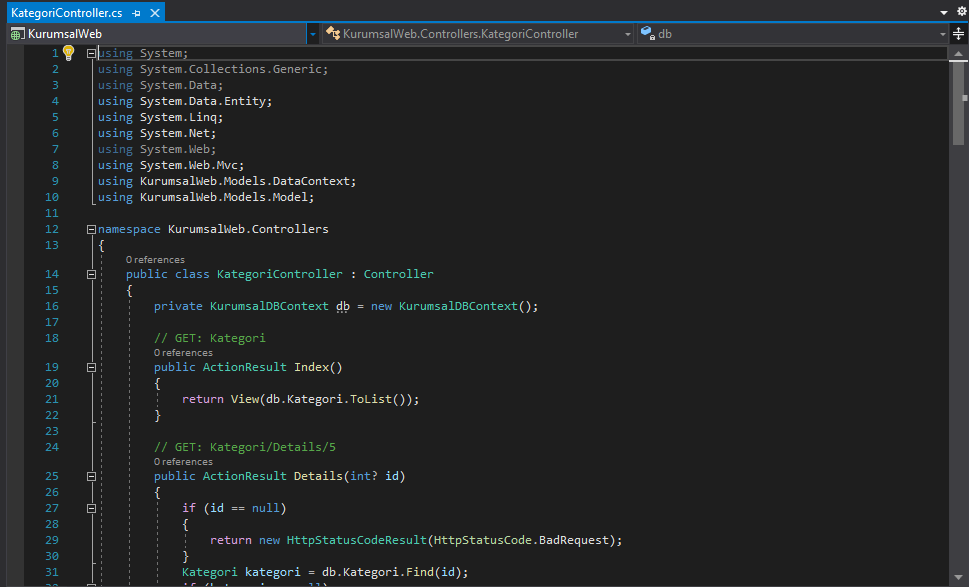 KategoriController.cs
KurumsalWeb KurumsalWeb.Controllers.KategoriController db
1 using System;
2 using System.Collections.Generic;
3 using System.Data;
4 using System.Data.Entity;
5 using System.Linq;
6 using System.Net;
7 using System.Web;
8 using System.Web.Mvc;
9 using KurumsalWeb.Models.DataContext;
10 using KurumsalWeb.Models.Model;
11
12 namespace KurumsalWeb.Controllers
13 {
0 references
14 public class KategoriController : Controller
15 {
16 private KurumsalDBContext db = new KurumsalDBContext();
17
18 // GET: Kategori
0 references
19 public ActionResult Index()
20 {
21 return View(db.Kategori.ToList());
22 }
23
24 // GET: Kategori/Details/5
0 references
25 public ActionResult Details(int? id)
26 {
27 if (id == null)
28 {
29 return new HttpStatusCodeResult(HttpStatusCode.BadRequest);
30 }
31 Kategori kategori = db.Kategori.Find(id);